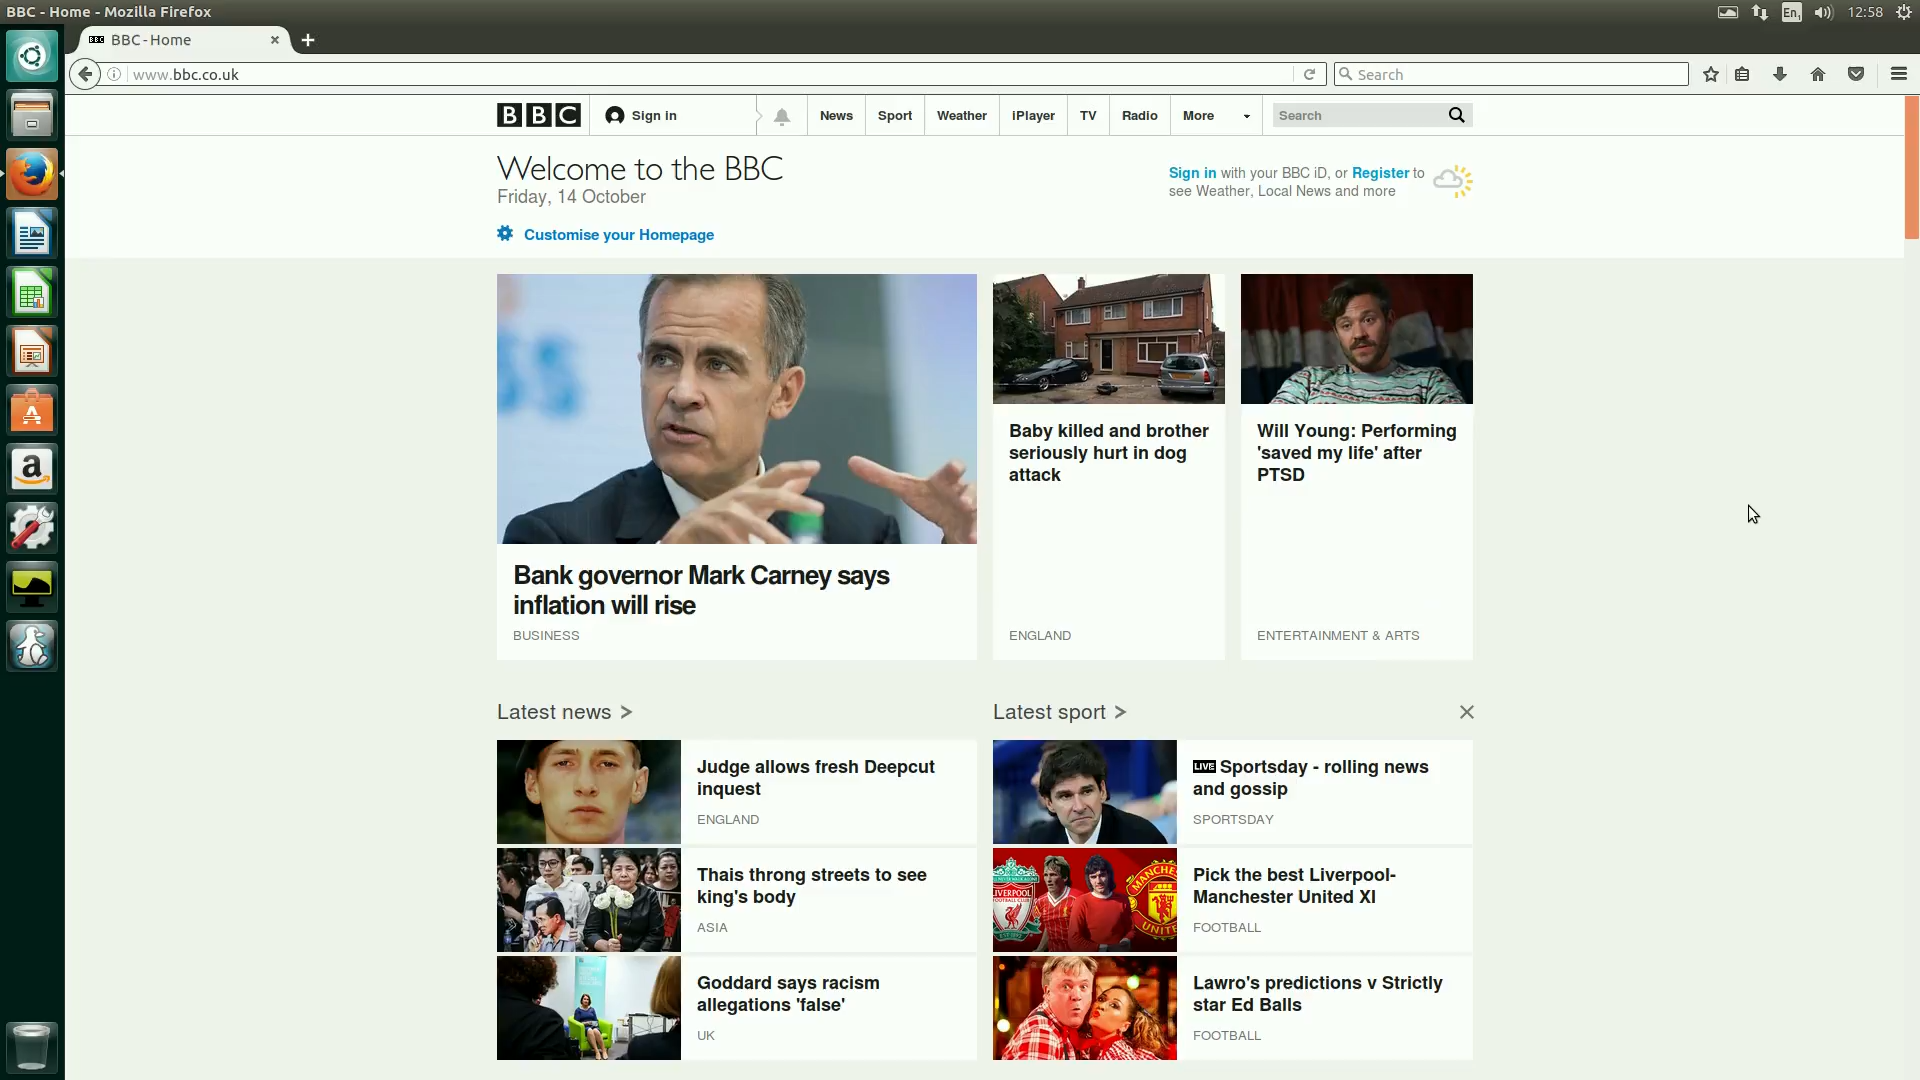 BBC - Home - Mozilla Firefox
En1
12:58
BBC BBC - Home
www.bbc.co.uk
Search
BBC
Sign in
News
Sport
Weather
iPlayer
TV
Radio
More
Search
Welcome to the BBC
Friday, 14 October
Customise your Homepage
Sign in with your BBC iD, or Register to
see Weather, Local News and more
Bank governor Mark Carney says
inflation will rise
BUSINESS
Baby killed and brother
seriously hurt in dog
attack
ENGLAND
Will Young: Performing
'saved my life' after
PTSD
ENTERTAINMENT & ARTS
Latest news >
Judge allows fresh Deepcut
inquest
ENGLAND
Thais throng streets to see
king's body
ASIA
Goddard says racism
allegations 'false'
UK
Latest sport >
LIVE Sportsday - rolling news
and gossip
SPORTSDAY
LIVERPOOL
FOOTBALL CLUB
Pick the best Liverpool-
Manchester United XI
FOOTBALL
Lawro's predictions v Strictly
star Ed Balls
FOOTBALL